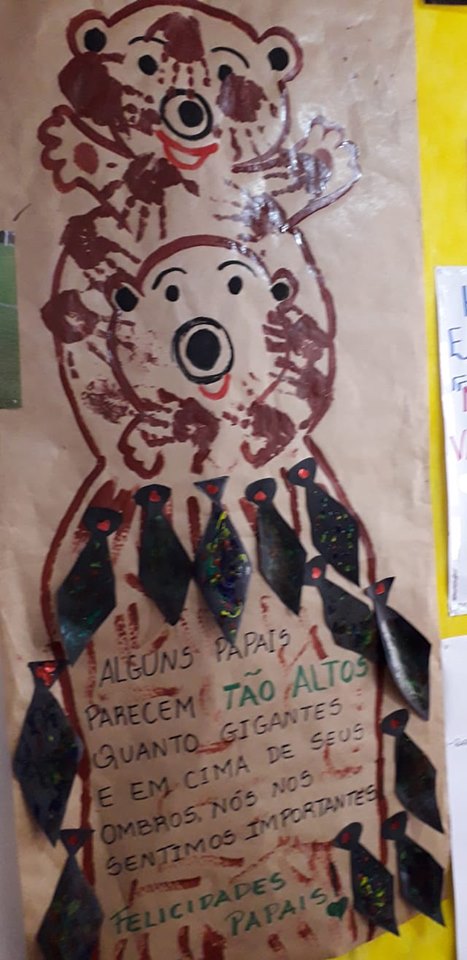 ALGUNS PAPAIS
PARECEM TÃO ALTOS
QUANTO GIGANTES
E EM CIMA DE SEUS
OMBROS, NÓS NOS
SENTIMOS IMPORTANTES
FELICIDADES
PAPAIS!